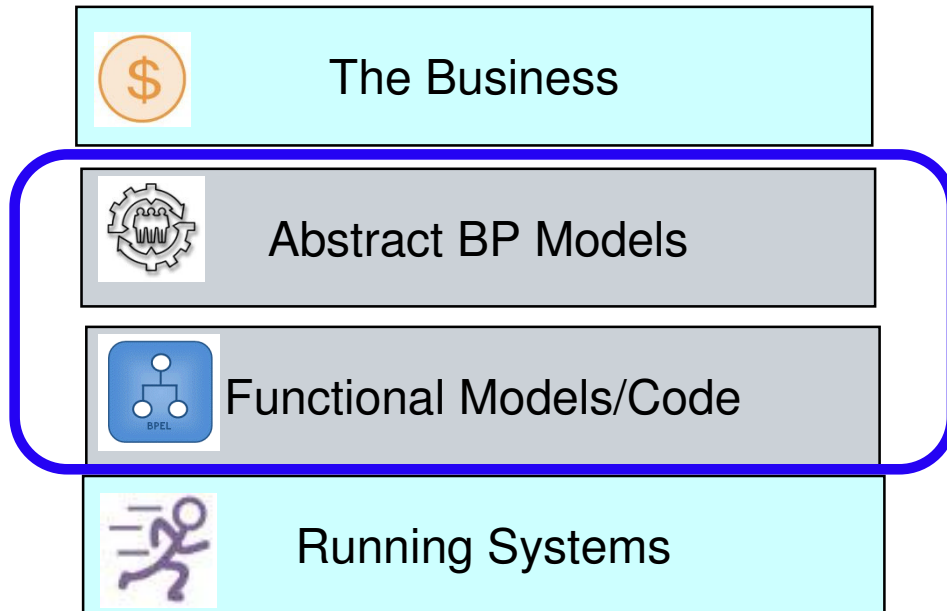 $
The Business
Abstract BP Models
Functional Models/Code
BPEL
Running Systems